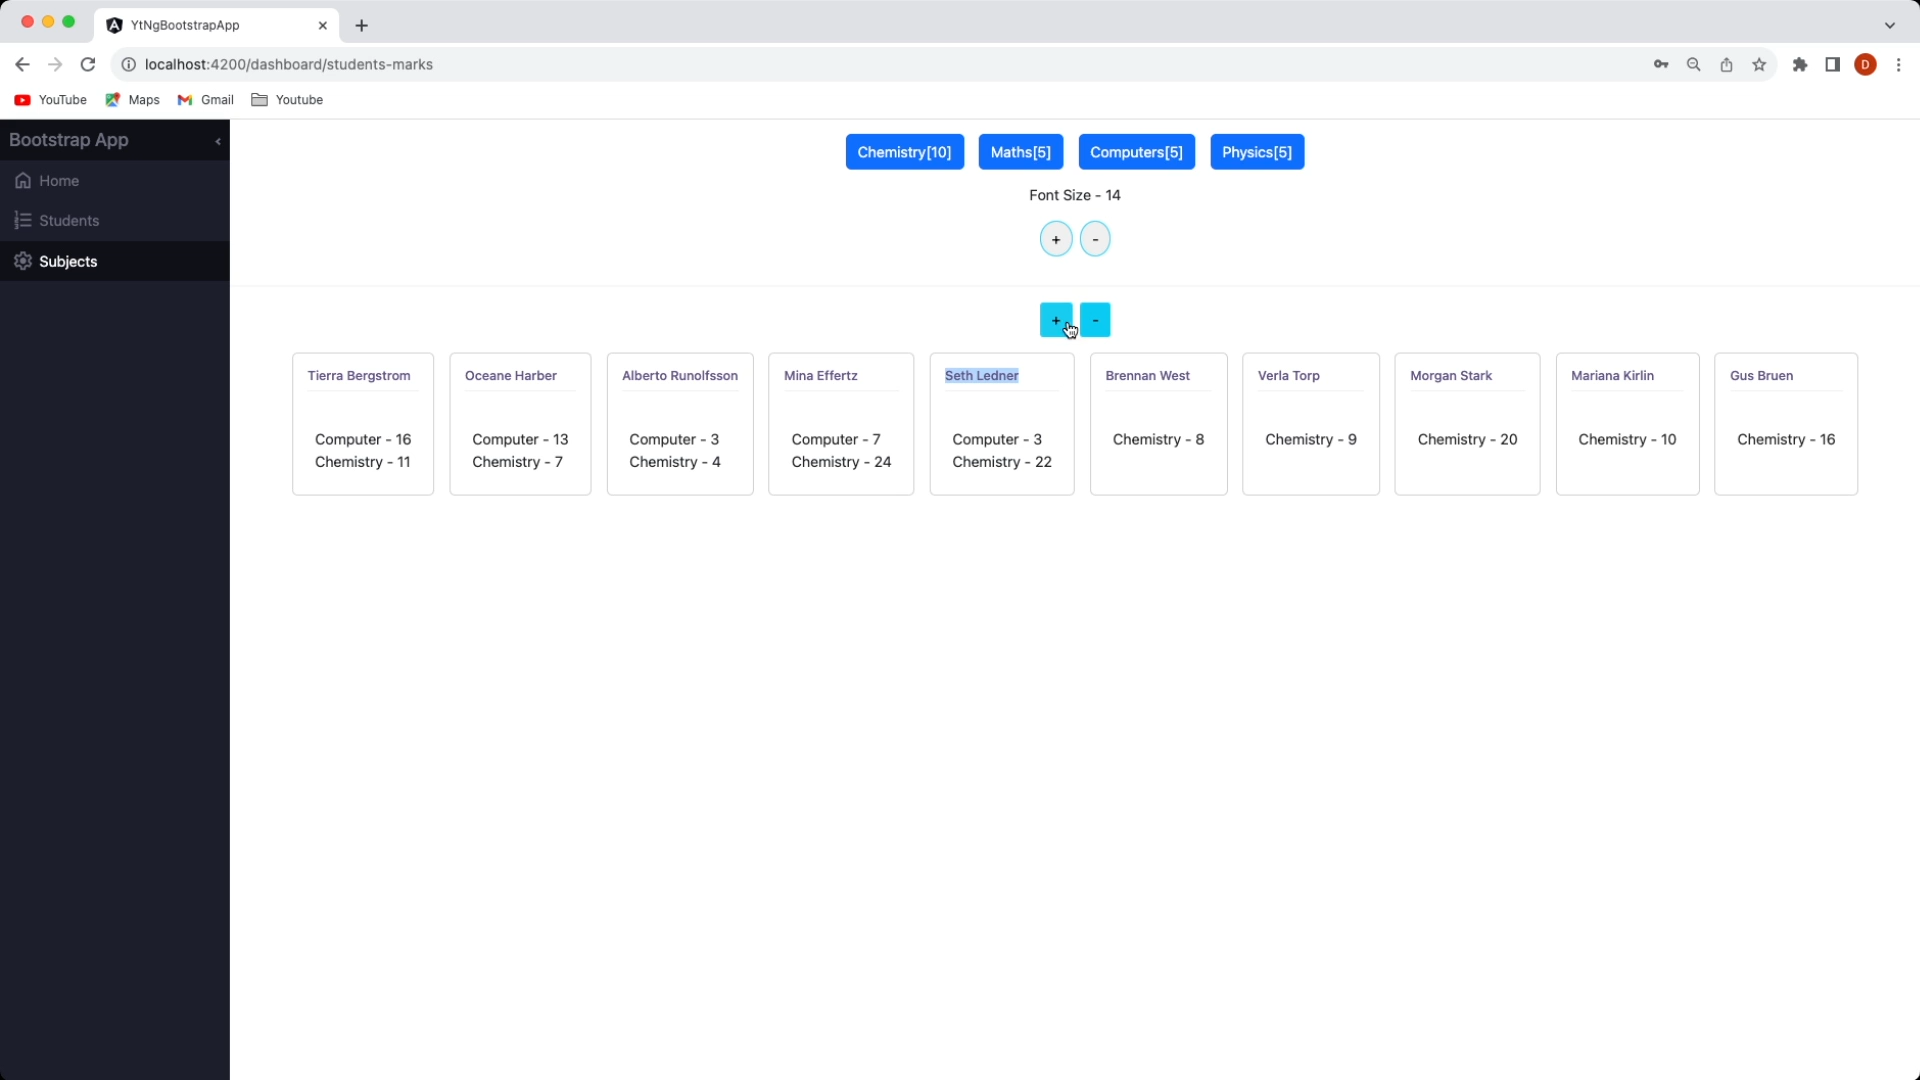 YtNgBootstrapApp
localhost:4200/dashboard/students-marks
D
YouTube Maps Gmail Youtube
Bootstrap App
Home
Students
Subjects
Chemistry[10] Maths[5] Computers[5] Physics[5]
Font Size - 14
+ -
+ -
Tierra Bergstrom
Computer - 16
Chemistry - 11
Oceane Harber
Computer - 13
Chemistry - 7
Alberto Runolfsson
Computer - 3
Chemistry - 4
Mina Effertz
Computer - 7
Chemistry - 24
Seth Ledner
Computer - 3
Chemistry - 22
Brennan West
Chemistry - 8
Verla Torp
Chemistry - 9
Morgan Stark
Chemistry - 20
Mariana Kirlin
Chemistry - 10
Gus Bruen
Chemistry - 16